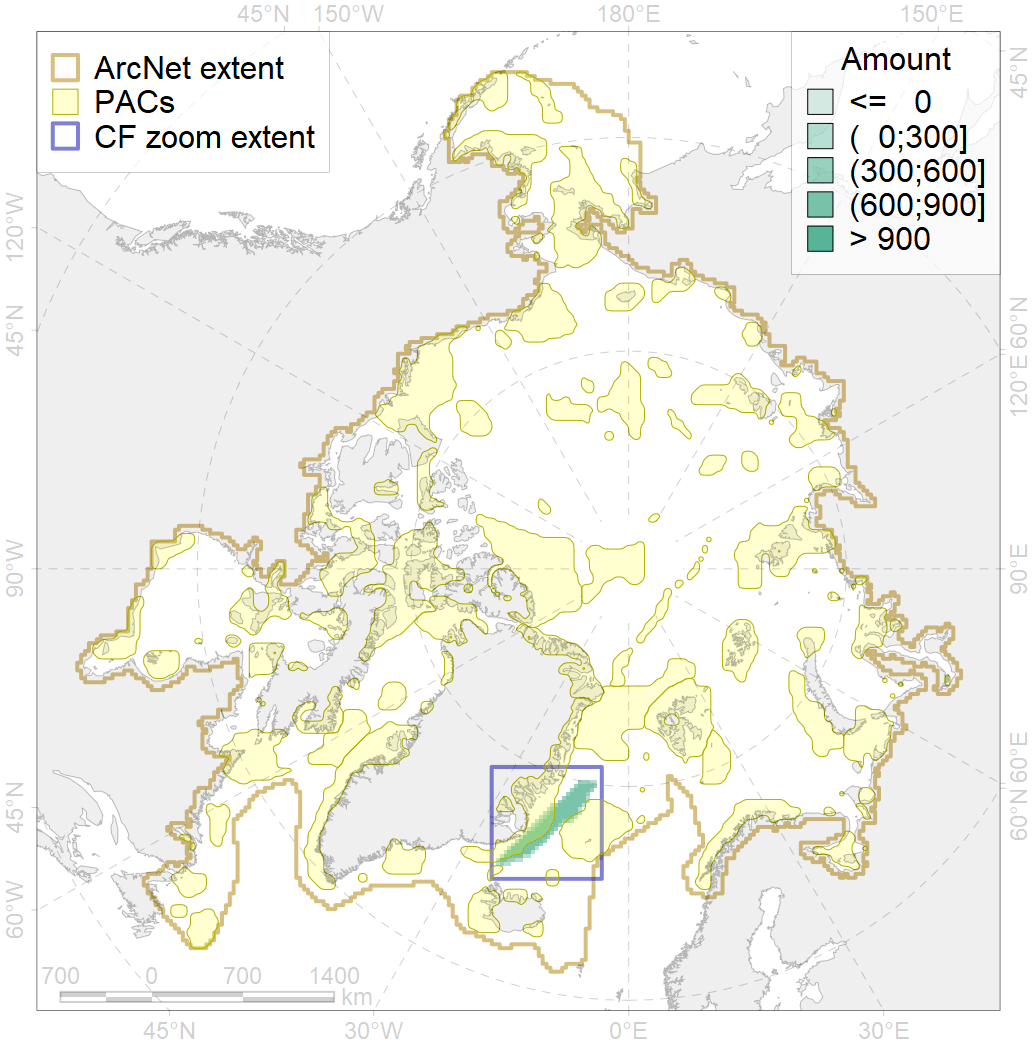 45°N 150°W 180°E 150°E
ArcNet extent
PACs
CF zoom extent
Amount
<= 0
( 0;300]
(300;600]
(600;900]
> 900
45°N
120°W
45°N
90°W
45°N
60°W
60°N
120°E
90°E
60°E
60°N
700 0 700 1400
km
45°N 30°W 0°E 30°E